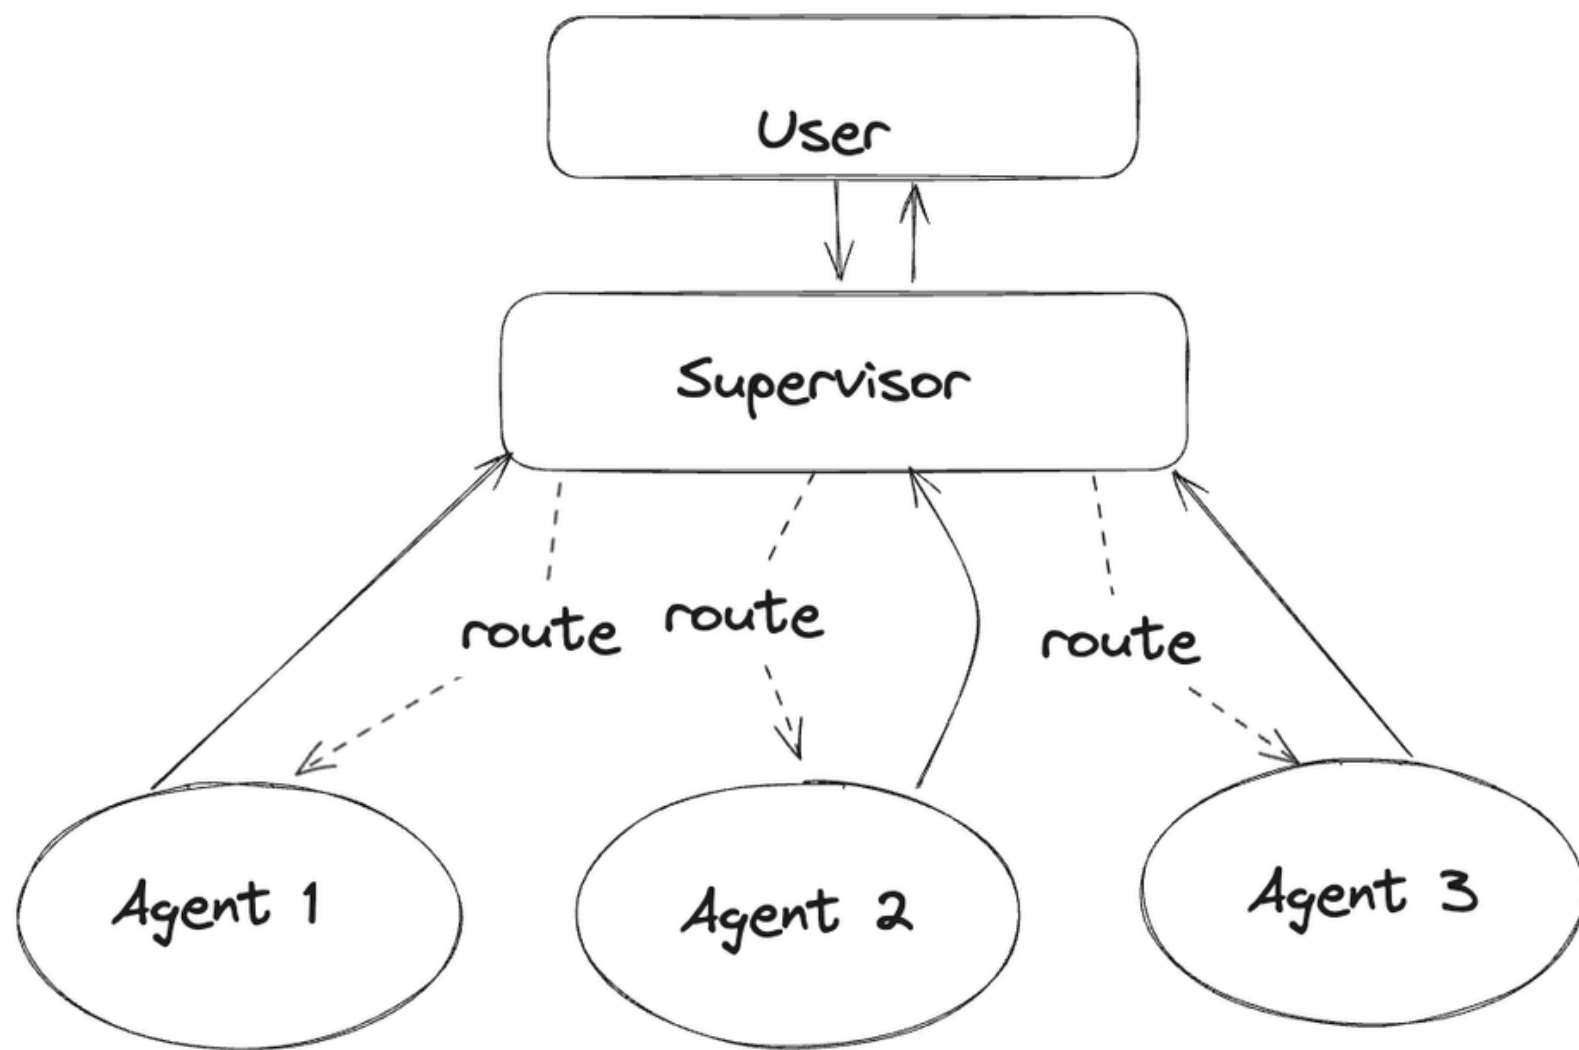 User
Supervisor
route
route
route
Agent 1
Agent 2
Agent 3